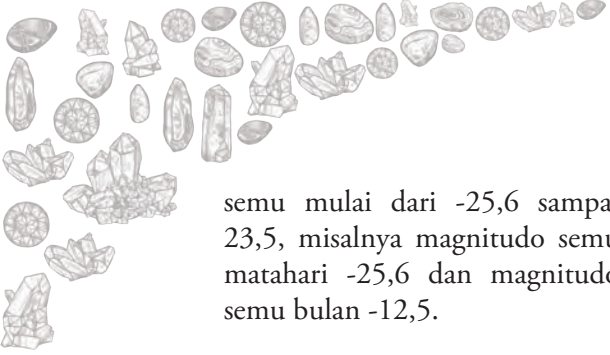 semu mulai dari -25,6 sampa
23,5, misalnya magnitudo semu
matahari -25,6 dan magnitudo
semu bulan -12,5.